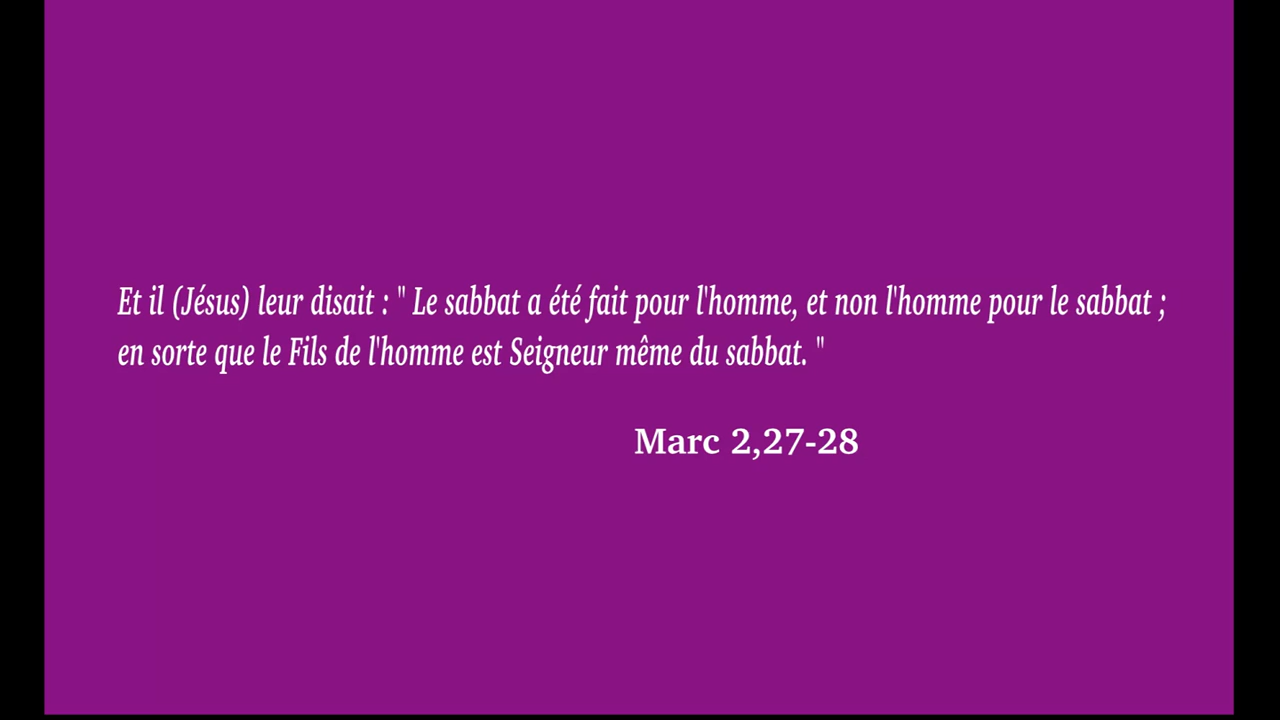 Et il (Jésus) leur disait : " Le sabbat a été fait pour l'homme, et non l'homme pour le sabbat ;
en sorte que le Fils de l'homme est Seigneur même du sabbat. "
Marc 2,27-28